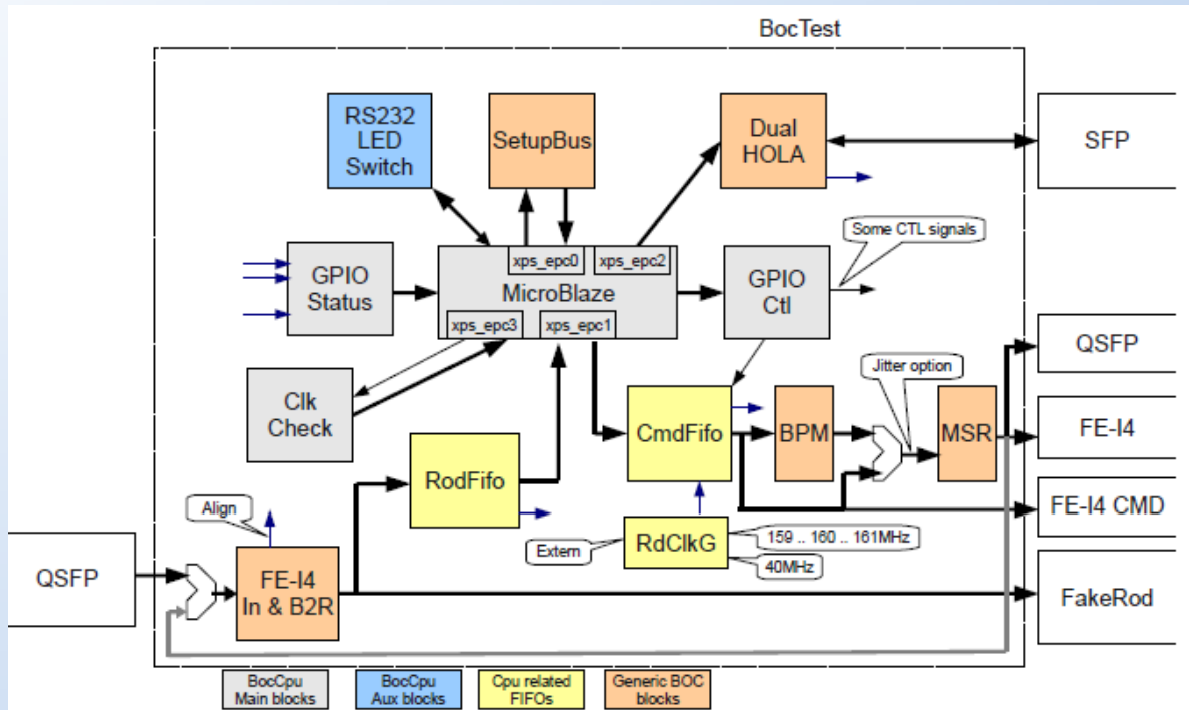 BocTest
RS232
LED
Switch
SetupBus
Dual
HOLA
SFP
Some CTL signals
GPIO
Status
xps_epc0
xps_epc2
MicroBlaze
xps_epc3
xps_epc1
GPIO
Ctl
QSFP
Jitter option
Clk
Check
CmdFifo
BPM
MSR
FE-I4
RodFifo
Align
FE-I4 CMD
Extern
RdClkG
159 .. 160 .. 161MHz
40MHz
QSFP
FE-I4
In & B2R
FakeRod
BocCpu
Main blocks
BocCpu
Aux blocks
Cpu related
FIFOs
Generic BOC
blocks